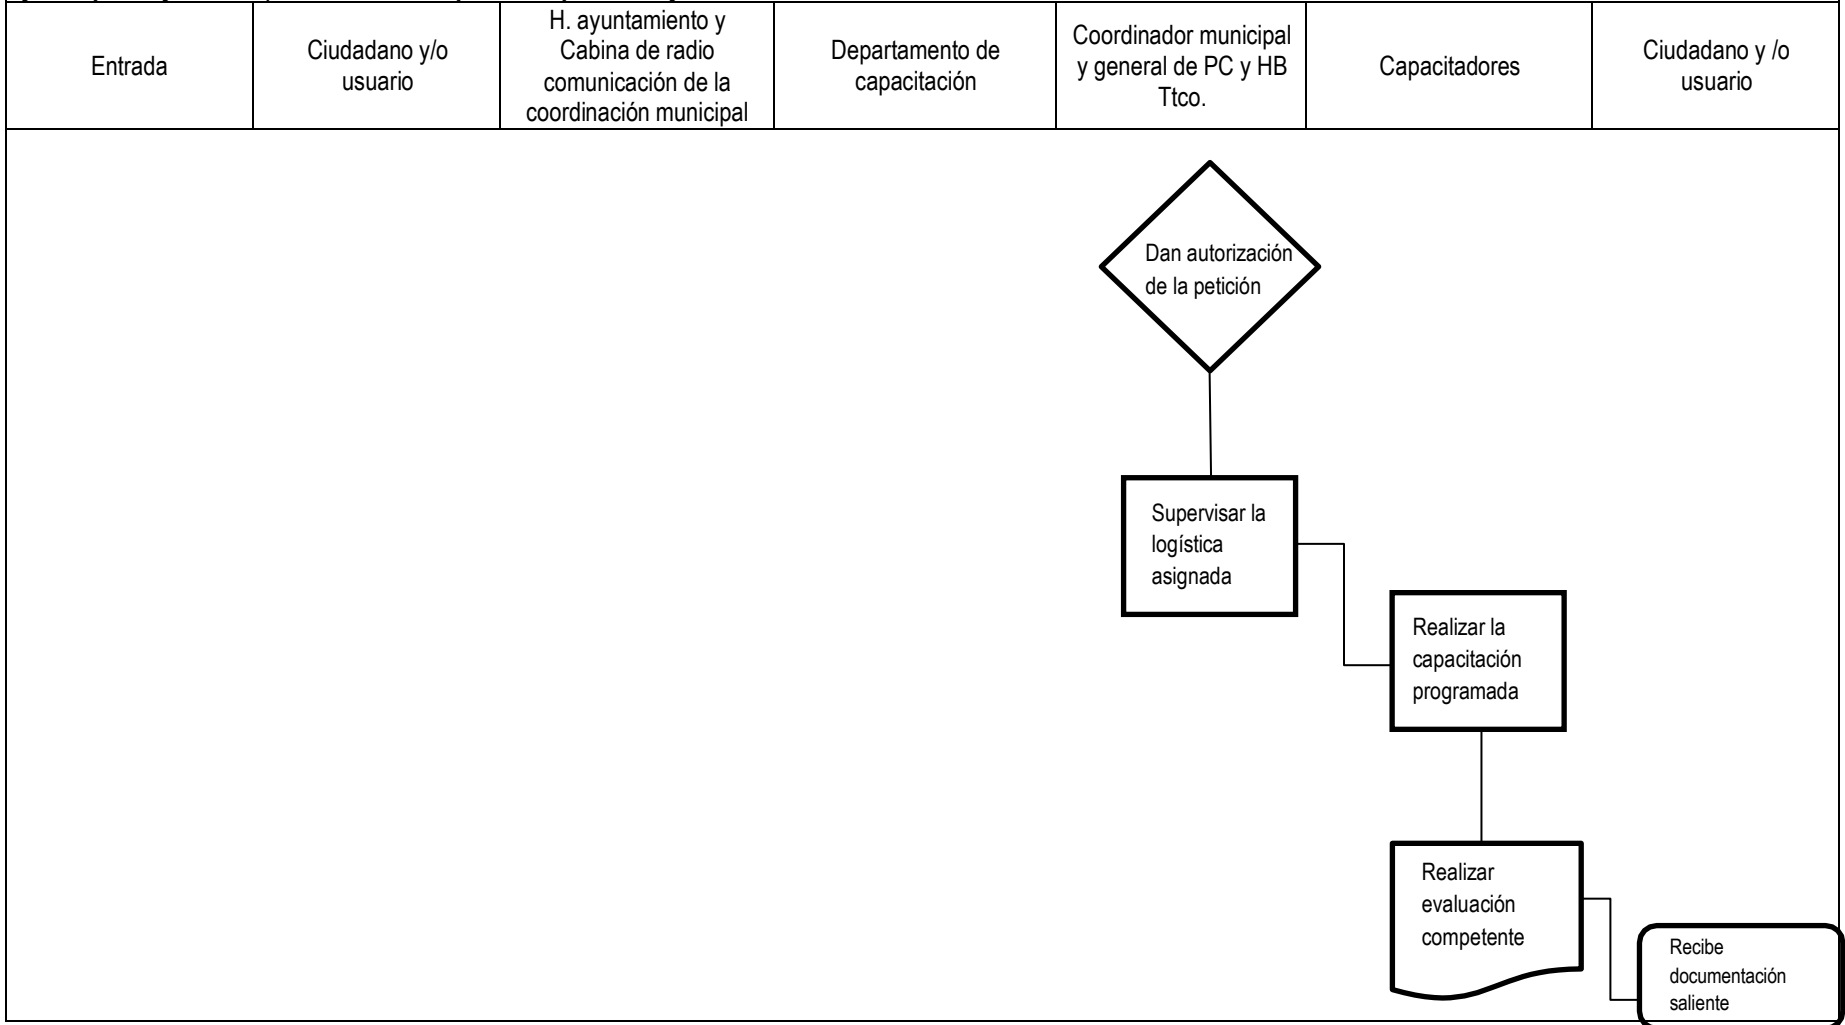 Entrada
Ciudadano y/o
usuario
H. ayuntamiento y
Cabina de radio
comunicación de la
coordinación municipal
Departamento de
capacitación
Coordinador municipal
y general de PC y HB
Ttco.
Capacitadores
Ciudadano y /o
usuario
Dan autorización
de la petición
Supervisar la
logística
asignada
Realizar la
capacitación
programada
Realizar
evaluación
competente
Recibe
documentación
saliente